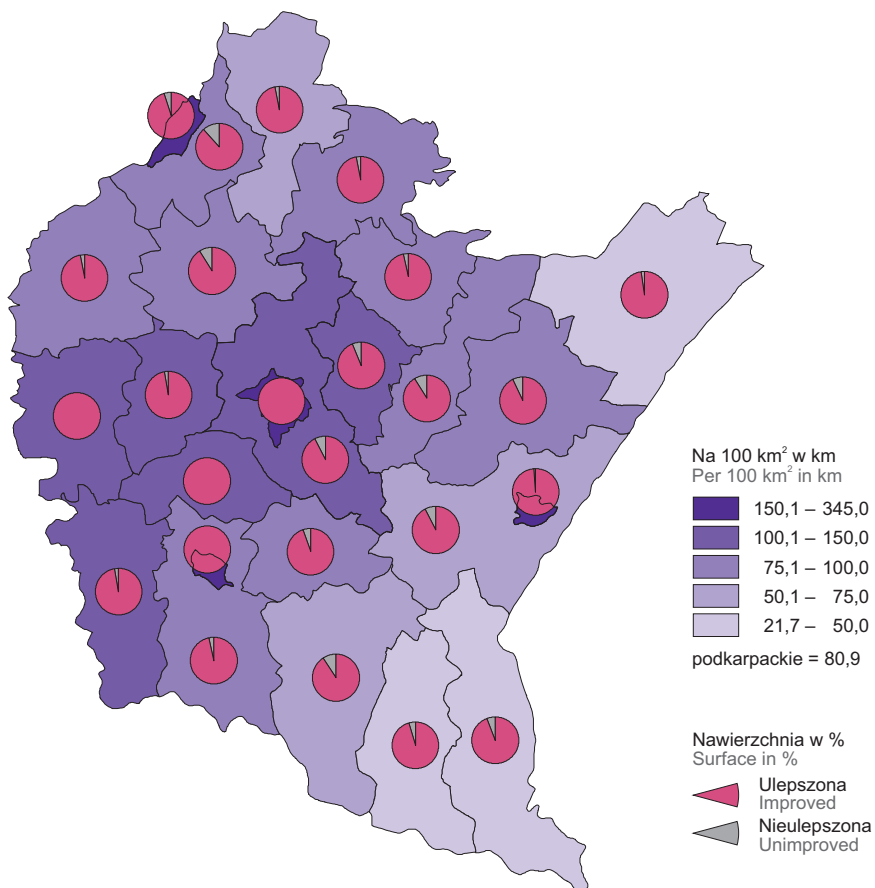 Na 100 km² w km
Per 100 km² in km
150,1 – 345,0
100,1 – 150,0
75,1 – 100,0
50,1 – 75,0
21,7 – 50,0
podkarpackie = 80,9
Nawierzchnia w %
Surface in %
Ulepszona
Improved
Nieulepszona
Unimproved